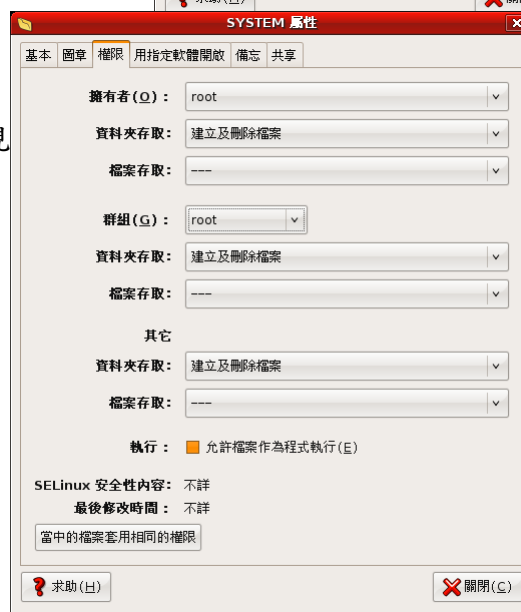 求助(H)
SYSTEM 屬性
基本 圖章 權限 用指定軟體開啟 備忘 共享
擁有者(O)： root
資料夾存取： 建立及刪除檔案
檔案存取： ---
群組(G)： root
資料夾存取： 建立及刪除檔案
檔案存取： ---
其它
資料夾存取： 建立及刪除檔案
檔案存取： ---
執行： 允許檔案作為程式執行(E)
SELinux 安全性內容： 不詳
最後修改時間： 不詳
當中的檔案套用相同的權限
求助(H) 關閉(C)